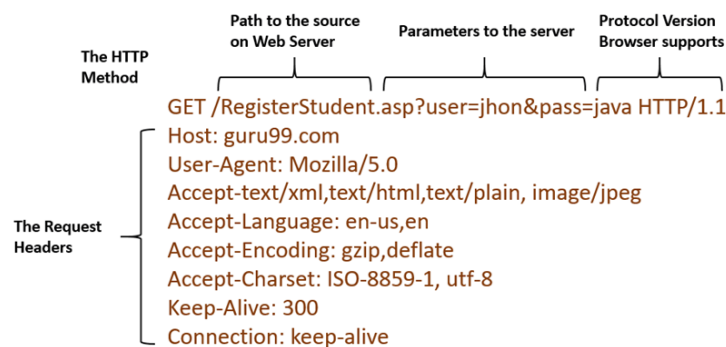 Path to the source
on Web Server
Parameters to the server
Protocol Version
Browser supports
The HTTP
Method
GET /RegisterStudent.asp?user=jhon&pass=java HTTP/1.1
Host: guru99.com
User-Agent: Mozilla/5.0
Accept-text/xml,text/html,text/plain, image/jpeg
Accept-Language: en-us,en
Accept-Encoding: gzip,deflate
Accept-Charset: ISO-8859-1, utf-8
Keep-Alive: 300
Connection: keep-alive
The Request
Headers